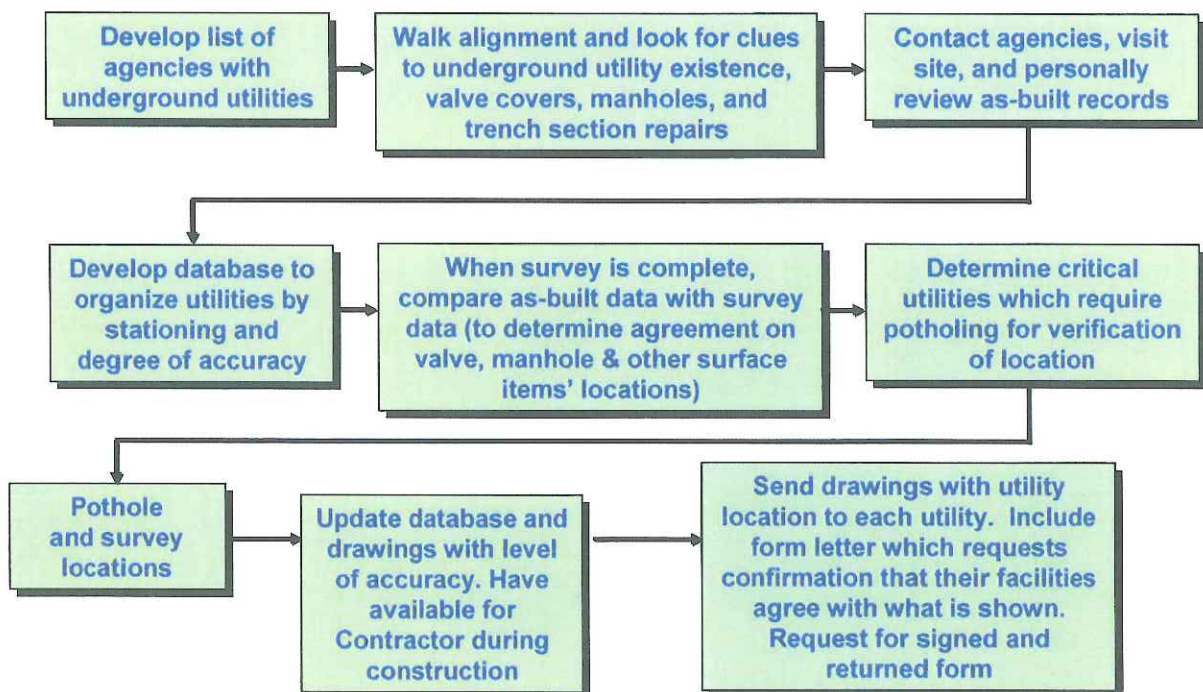 Develop list of
agencies with
underground utilities
Walk alignment and look for clues
to underground utility existence,
valve covers, manholes, and
trench section repairs
Contact agencies, visit
site, and personally
review as-built records
Develop database to
organize utilities by
stationing and
degree of accuracy
When survey is complete,
compare as-built data with survey
data (to determine agreement on
valve, manhole & other surface
items' locations)
Determine critical
utilities which require
potholing for verification
of location
Pothole
and survey
locations
Update database and
drawings with level
of accuracy. Have
available for
Contractor during
construction
Send drawings with utility
location to each utility. Include
form letter which requests
confirmation that their facilities
agree with what is shown.
Request for signed and
returned form